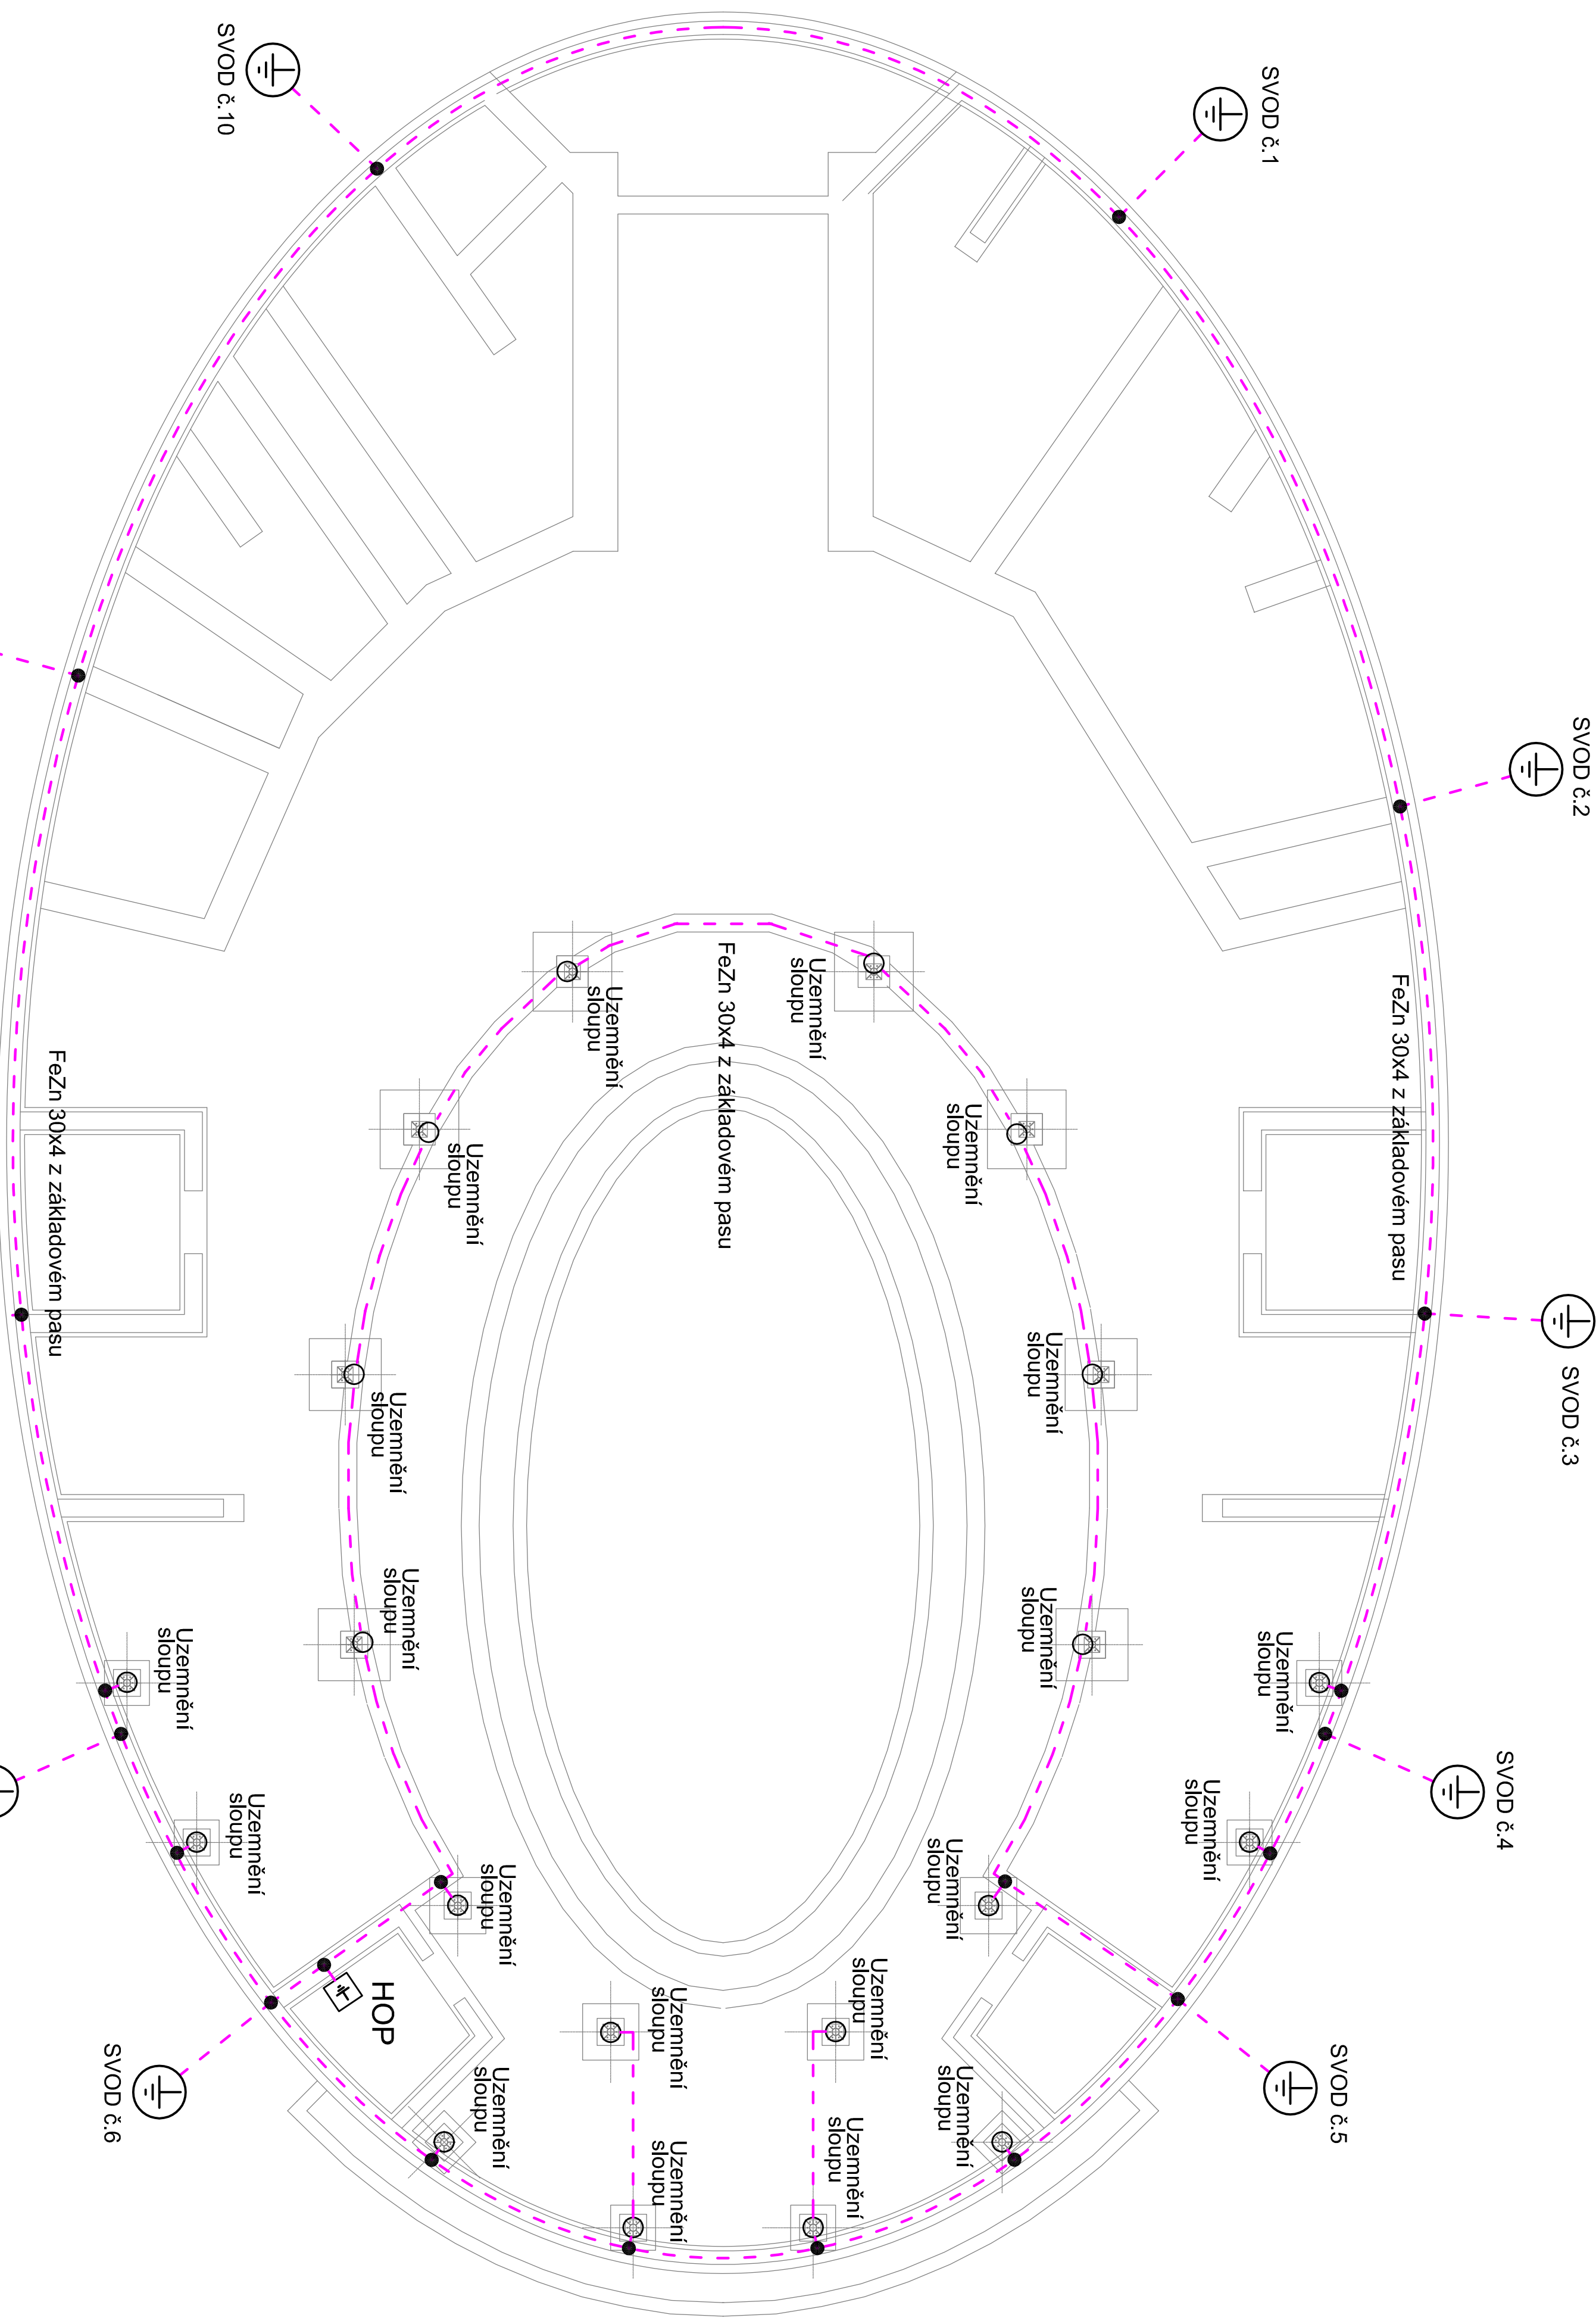 SVOD č.10
SVOD č.1
SVOD č.2
FeZn 30x4 z základovém pasu
FeZn 30x4 z základovém pasu
FeZn 30x4 z základovém pasu
Uzemnění
sloupu
Uzemnění
sloupu
Uzemnění
sloupu
Uzemnění
sloupu
SVOD č.3
Uzemnění
sloupu
Uzemnění
sloupu
Uzemnění
sloupu
Uzemnění
sloupu
Uzemnění
sloupu
Uzemnění
sloupu
SVOD č.4
Uzemnění
sloupu
Uzemnění
sloupu
Uzemnění
sloupu
Uzemnění
sloupu
HOP
Uzemnění
sloupu
Uzemnění
sloupu
SVOD č.6
SVOD č.5
Uzemnění
sloupu
Uzemnění
sloupu
Uzemnění
sloupu
Uzemnění
sloupu